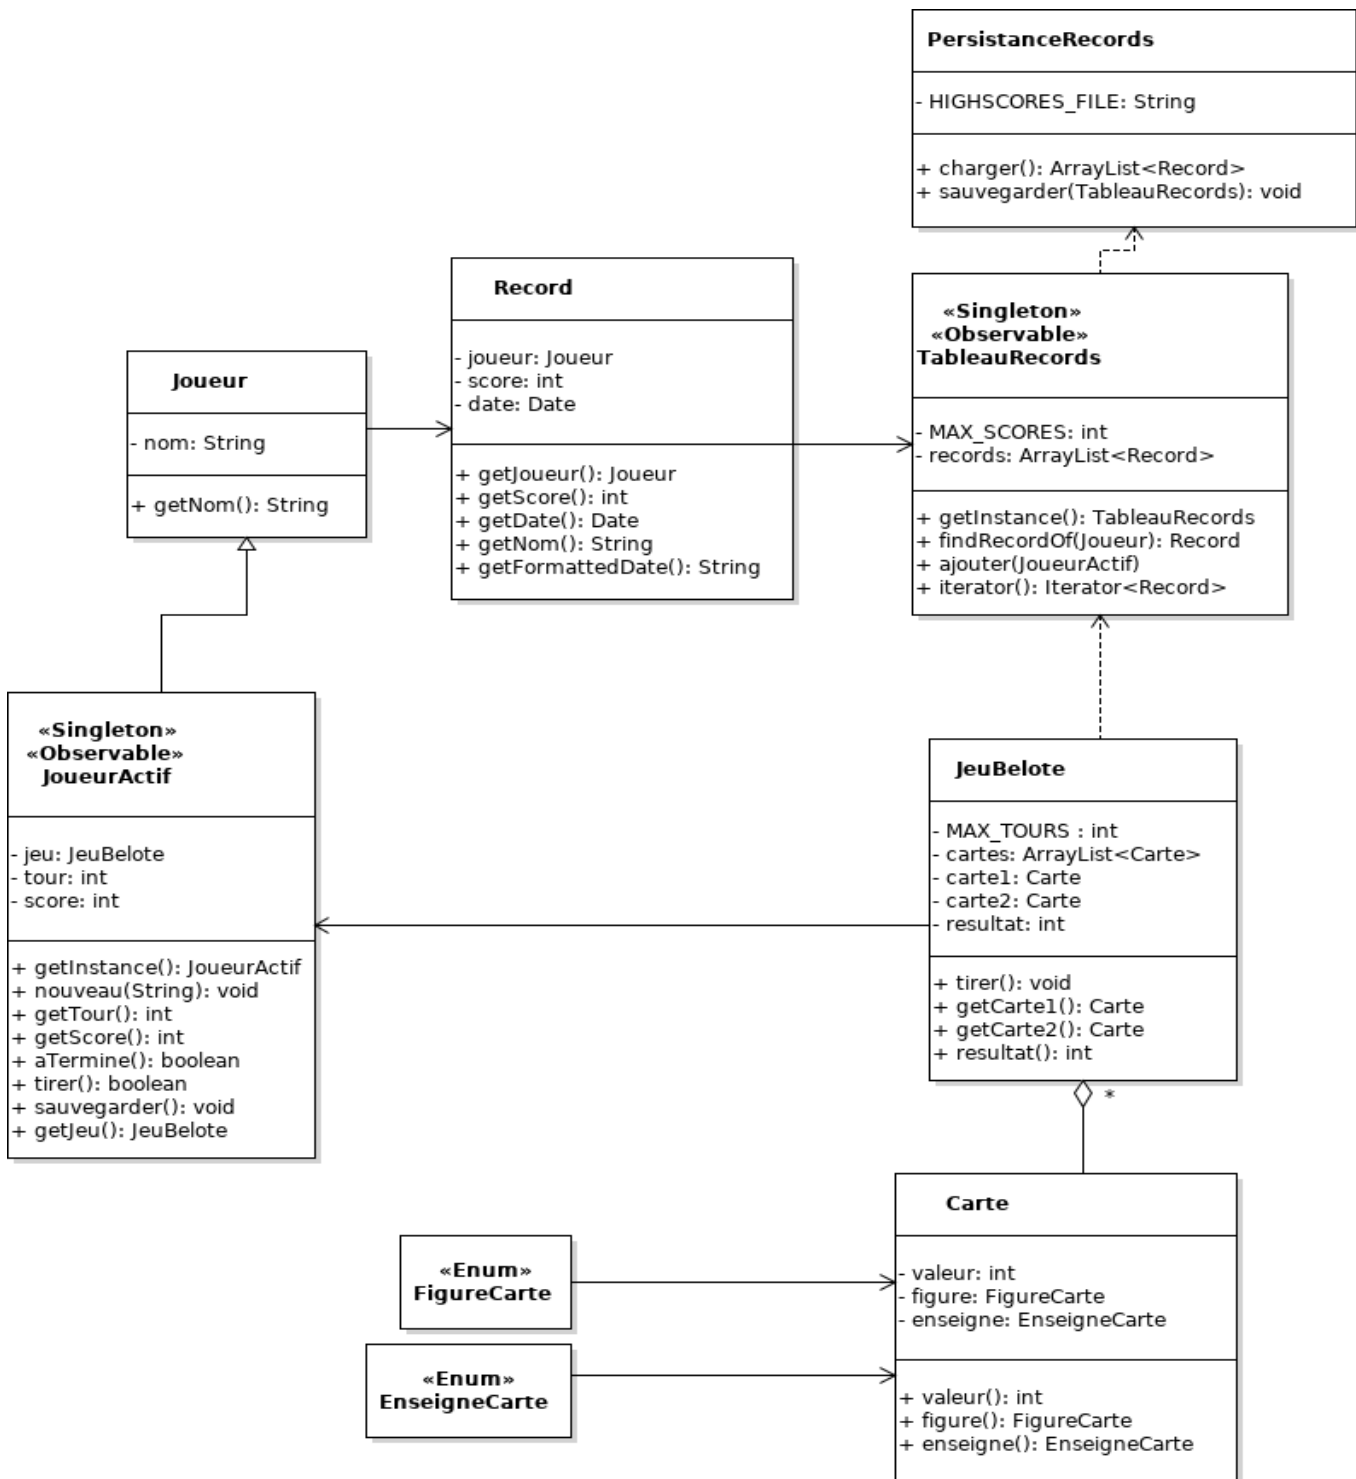 PersistanceRecords
- HIGHSCORES_FILE: String
+ charger(): ArrayList<Record>
+ sauvegarder(TableauRecords): void
Record
- joueur: Joueur
- score: int
- date: Date
+ getJoueur(): Joueur
+ getScore(): int
+ getDate(): Date
+ getNom(): String
+ getFormattedDate(): String
«Singleton»
«Observable»
TableauRecords
- MAX_SCORES: int
- records: ArrayList<Record>
+ getInstance(): TableauRecords
+ findRecordOf(Joueur): Record
+ ajouter(JoueurActif)
+ iterator(): Iterator<Record>
Joueur
- nom: String
+ getNom(): String
«Singleton»
«Observable»
JoueurActif
- jeu: JeuBelote
- tour: int
- score: int
+ getInstance(): JoueurActif
+ nouveau(String): void
+ getTour(): int
+ getScore(): int
+ aTermine(): boolean
+ tirer(): boolean
+ sauvegarder(): void
+ getJeu(): JeuBelote
JeuBelote
- MAX_TOURS : int
- cartes: ArrayList<Carte>
- carte1: Carte
- carte2: Carte
- resultat: int
+ tirer(): void
+ getCarte1(): Carte
+ getCarte2(): Carte
+ resultat(): int
*
Carte
- valeur: int
- figure: FigureCarte
- enseigne: EnseigneCarte
+ valeur(): int
+ figure(): FigureCarte
+ enseigne(): EnseigneCarte
«Enum»
FigureCarte
«Enum»
EnseigneCarte